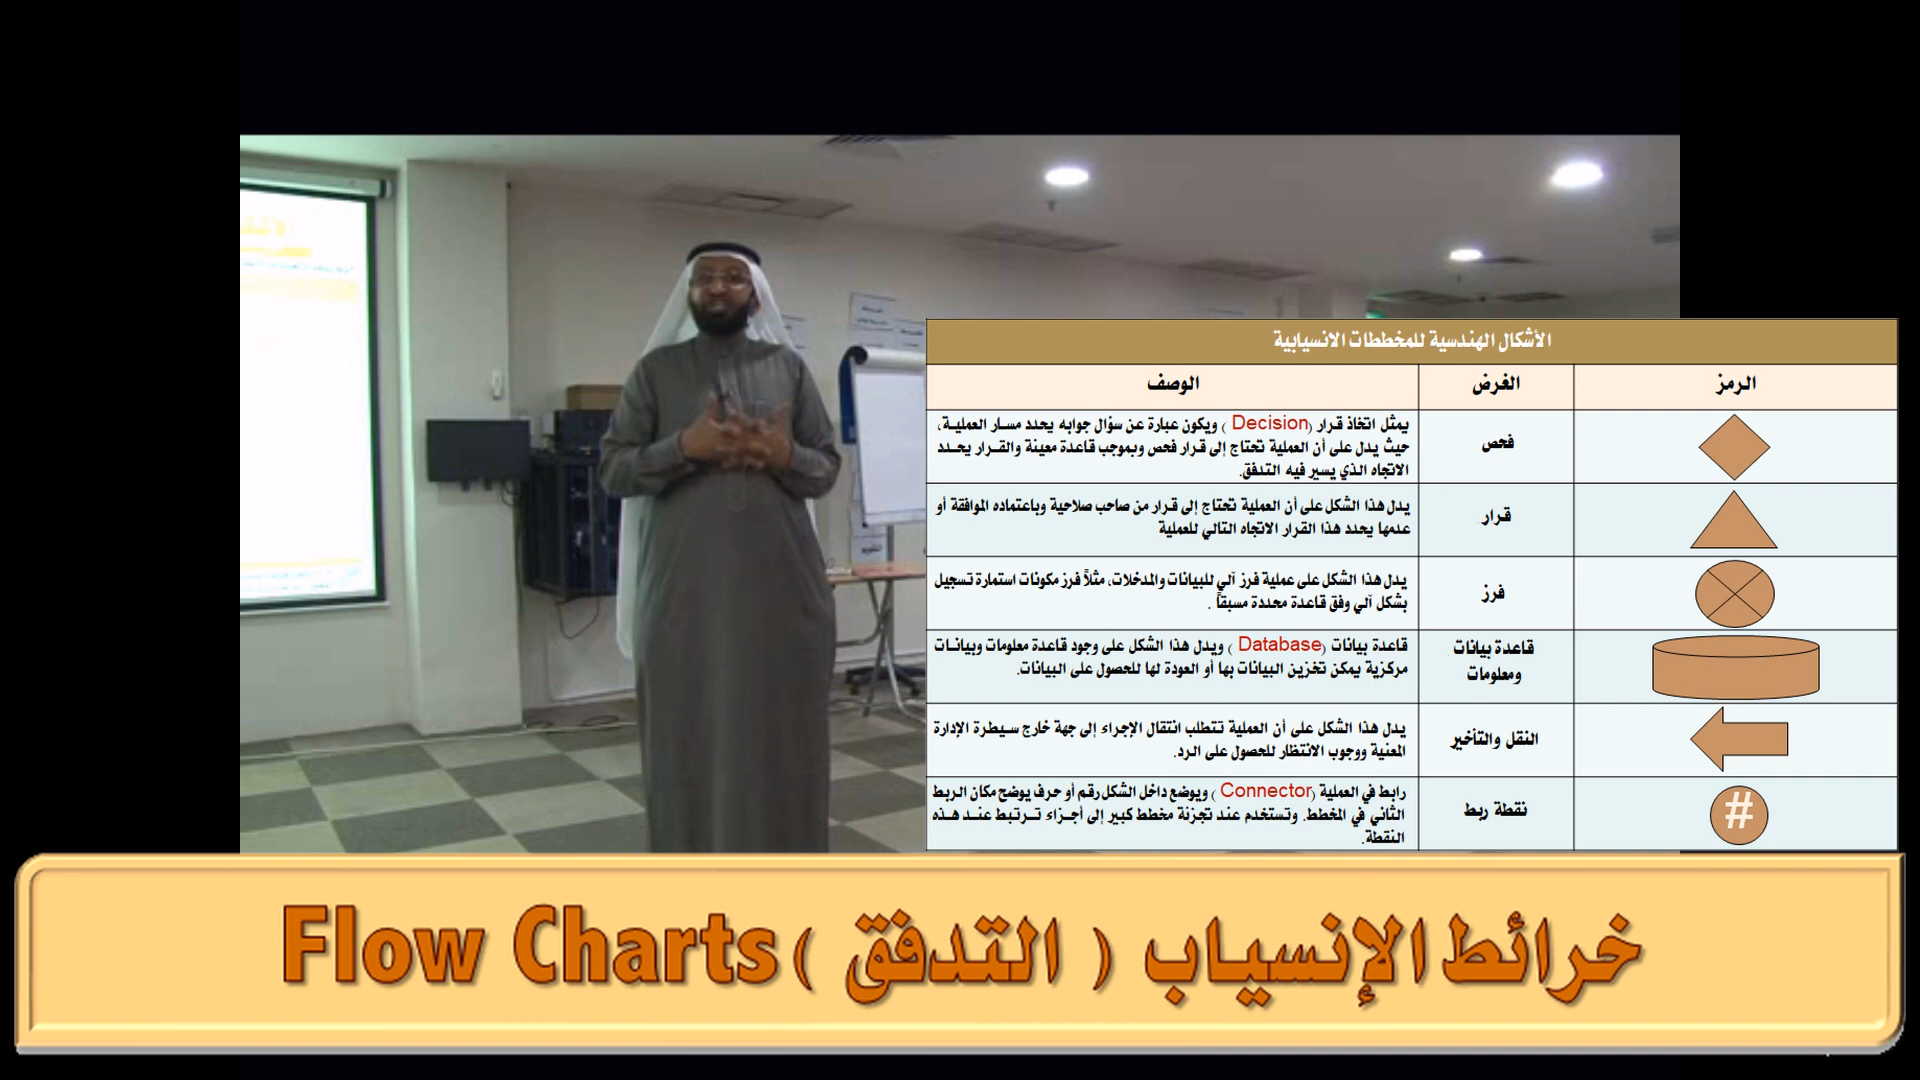 الأشكال الهندسية للمخططات الانسيابية
الرمز
الغرض
الوصف
فحص
يمثل اتخاذ قرار (Decision) ويكون عبارة عن سؤال جوابه يحدد مسار العملية،
حيث يدل على أن العملية تحتاج إلى قرار فحص وبموجب قاعدة معينة والقرار يحدد
الاتجاه الذي يسير فيه التدفق.
قرار
يدل هذا الشكل على أن العملية تحتاج إلى قرار من صاحب صلاحية وباعتماده الموافقة أو
عدمها يحدد هذا القرار الاتجاه التالي للعملية
فرز
يدل هذا الشكل على عملية فرز آلي للبيانات والمدخلات، مثلاً فرز مكونات استمارة تسجيل
بشكل آلي وفق قاعدة محددة مسبقاً.
قاعدة بيانات
ومعلومات
قاعدة بيانات (Database) ويدل هذا الشكل على وجود قاعدة معلومات وبيانات
مركزية يمكن تخزين البيانات بها أو العودة لها للحصول على البيانات.
النقل والتأخير
يدل هذا الشكل على أن العملية تتطلب انتقال الإجراء إلى جهة خارج سيطرة الإدارة
المعنية ووجوب الانتظار للحصول على الرد.
#
نقطة ربط
رابط في العملية (Connector) ويوضع داخل الشكل رقم أو حرف يوضح مكان الربط
الثاني في المخطط. وتستخدم عند تجزئة مخطط كبير إلى أجزاء ترتبط عند هذه
النقطة.
خرائط الإنسياب ( التدفق ) Flow Charts